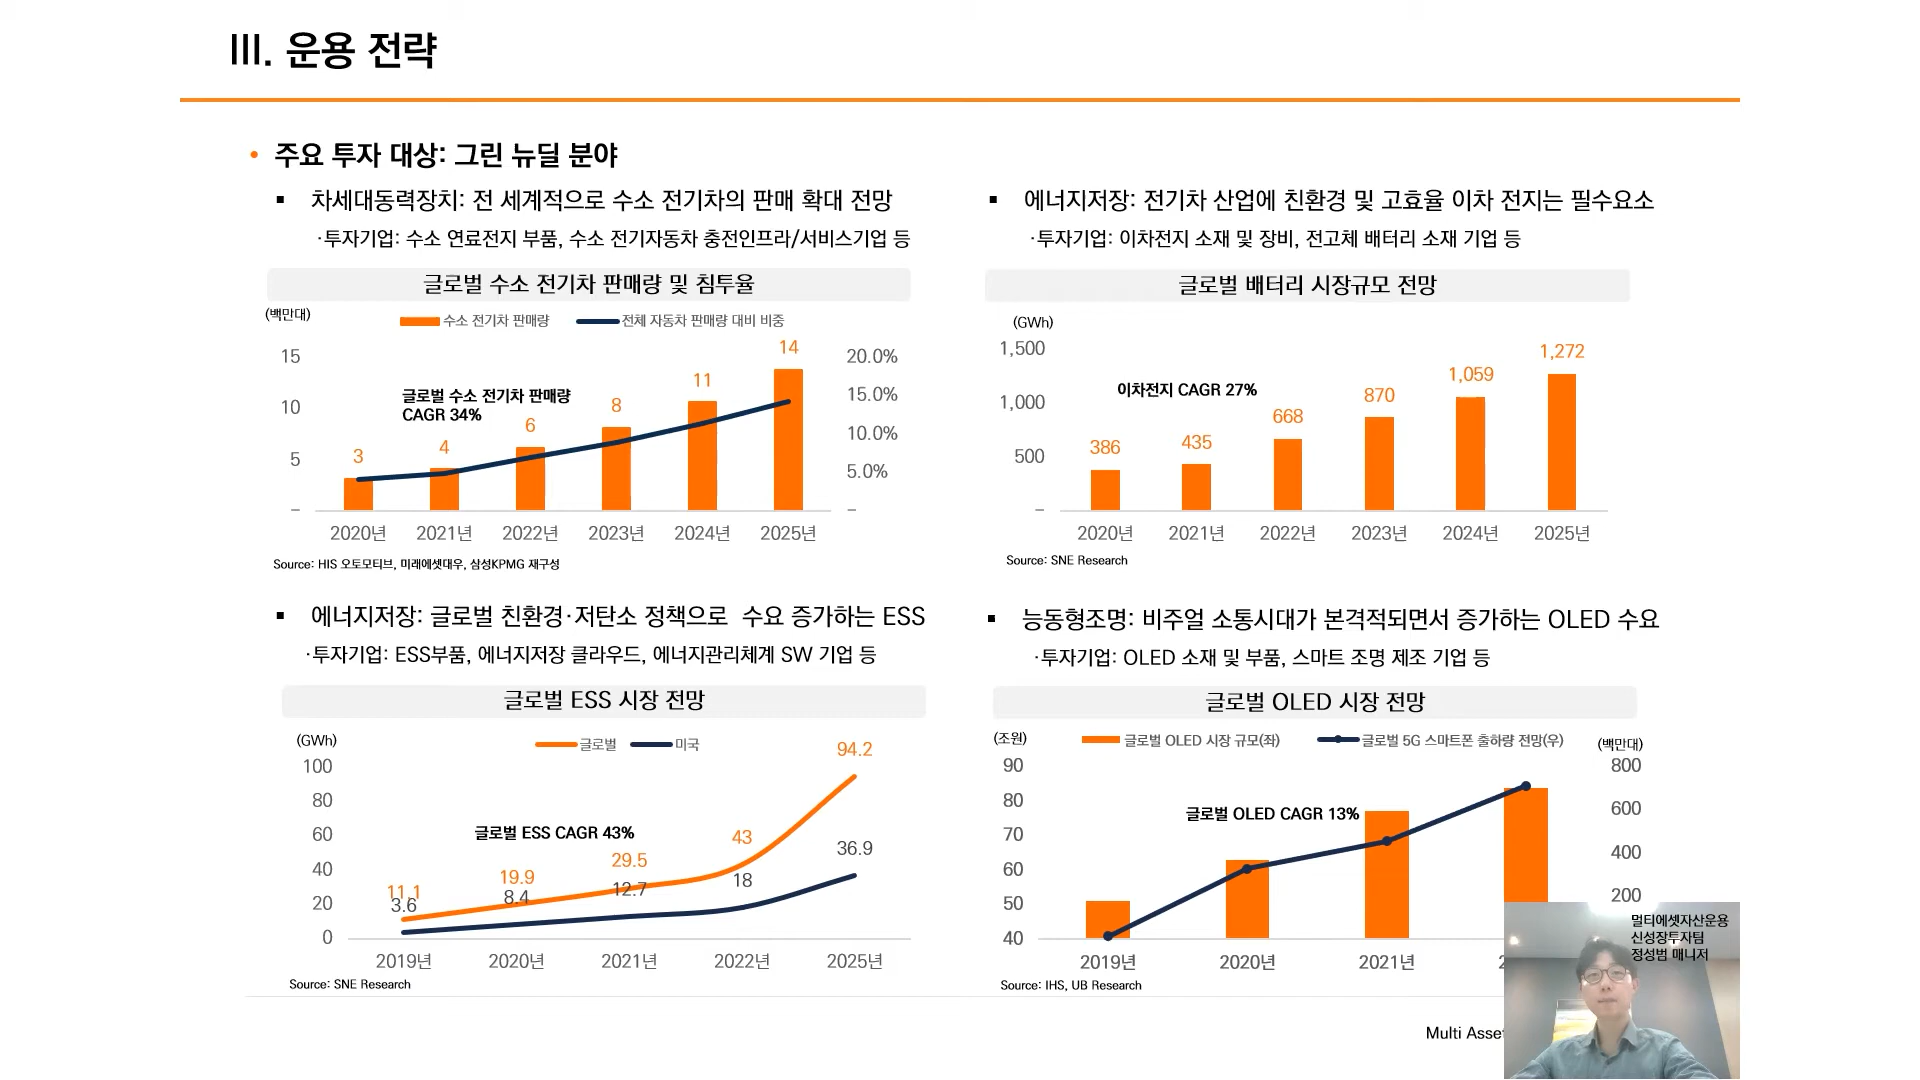 III. 운용 전략
• 주요 투자 대상: 그린 뉴딜 분야
▪ 차세대동력장치: 전 세계적으로 수소 전기차의 판매 확대 전망
·투자기업: 수소 연료전지 부품, 수소 전기자동차 충전인프라/서비스기업 등
글로벌 수소 전기차 판매량 및 침투율
(백만대)
수소 전기차 판매량 전체 자동차 판매량 대비 비중
15
10
5
–
20.0%
15.0%
10.0%
5.0%
–
글로벌 수소 전기차 판매량
CAGR 34%
3 4 6 8 11 14
2020년 2021년 2022년 2023년 2024년 2025년
Source: HIS 오토모티브, 미래에셋대우, 삼성KPMG 재구성
▪ 에너지저장: 전기차 산업에 친환경 및 고효율 이차 전지는 필수요소
·투자기업: 이차전지 소재 및 장비, 전고체 배터리 소재 기업 등
글로벌 배터리 시장규모 전망
(GWh)
1,500
1,000
500
–
이차전지 CAGR 27%
386 435 668 870 1,059 1,272
2020년 2021년 2022년 2023년 2024년 2025년
Source: SNE Research
▪ 에너지저장: 글로벌 친환경·저탄소 정책으로 수요 증가하는 ESS
·투자기업: ESS부품, 에너지저장 클라우드, 에너지관리체계 SW 기업 등
글로벌 ESS 시장 전망
(GWh)
글로벌 미국
100
80
60
40
20
0
글로벌 ESS CAGR 43%
11.1 19.9 29.5 43 94.2
3.6 8.4 12.7 18 36.9
2019년 2020년 2021년 2022년 2025년
Source: SNE Research
▪ 능동형조명: 비주얼 소통시대가 본격적되면서 증가하는 OLED 수요
·투자기업: OLED 소재 및 부품, 스마트 조명 제조 기업 등
글로벌 OLED 시장 전망
(조원)
글로벌 OLED 시장 규모(좌) 글로벌 5G 스마트폰 출하량 전망(우)
(백만대)
90
80
70
60
50
40
800
600
400
200
글로벌 OLED CAGR 13%
2019년 2020년 2021년 2
Source: IHS, UB Research
멀티에셋자산운용
신성장투자팀
정성범 매니저
Multi Asse